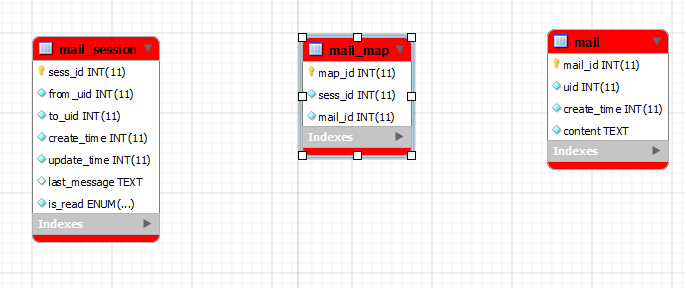 mail_session
sess_id INT(11)
from_uid INT(11)
to_uid INT(11)
create_time INT(11)
update_time INT(11)
last_message TEXT
is_read ENUM(...)
Indexes
mail_map
map_id INT(11)
sess_id INT(11)
mail_id INT(11)
Indexes
mail
mail_id INT(11)
uid INT(11)
create_time INT(11)
content TEXT
Indexes